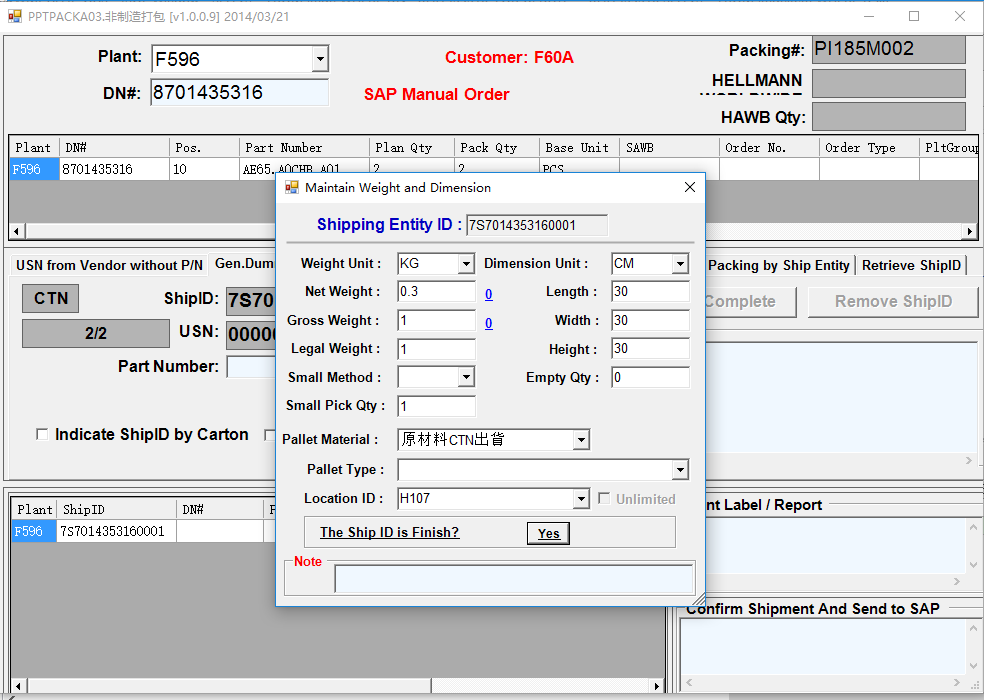 PPTPACKA03.非制造打包 [v1.0.0.9] 2014/03/21
Plant: F596
Customer: F60A
Packing#: PI185M002
DN#: 8701435316
SAP Manual Order
HELLMANN
HAWB Qty:
Plant DN# Pos. Part Number Plan Qty Pack Qty Base Unit SAWB Order No. Order Type PltGroup
F596 8701435316 10 AE65.AQCHB.A01 2 2 PCS
USN from Vendor without P/N Gen.Dum Packing by Ship Entity Retrieve ShipID
CTN ShipID: 7S70 Complete Remove ShipID
2/2 USN: 0000
Part Number:
Indicate ShipID by Carton
Plant ShipID DN#
F596 7S7014353160001
nt Label / Report
Confirm Shipment And Send to SAP
Maintain Weight and Dimension
Shipping Entity ID : 7S7014353160001
Weight Unit : KG Dimension Unit : CM
Net Weight : 0.3 0 Length : 30
Gross Weight : 1 0 Width : 30
Legal Weight : 1 Height : 30
Small Method : Empty Qty : 0
Small Pick Qty : 1
Pallet Material : 原材料CTN出貨
Pallet Type :
Location ID : H107 Unlimited
The Ship ID is Finish? Yes
Note